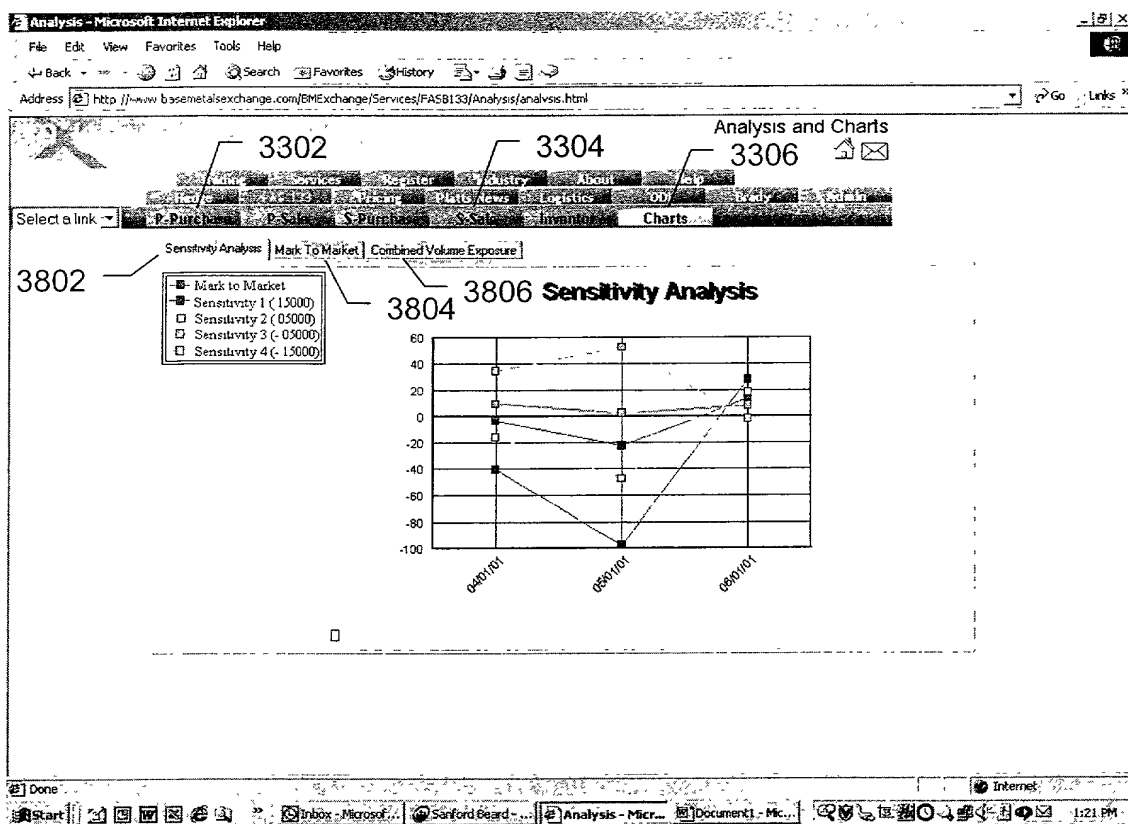 Analysis - Microsoft Internet Explorer
File Edit View Favorites Tools Help
Back Search Favorites History
Address http //www basemetalsexchange.com/BMExchange/Services/FASB133/Analysis/analysis.html Go Links »
Analysis and Charts
3302 3304 3306
Services Register Industry About Help
FAS 133 Pricing Platts News Logistics Brady Admin
Select a link P-Purchase P-Sale S-Purchase S-Sale Inventory Charts
Sensitivity Analysis Mark To Market Combined Volume Exposure
3802 3804 3806
Sensitivity Analysis
Mark to Market
Sensitivity 1 ( 15000)
Sensitivity 2 ( 05000)
Sensitivity 3 (- 05000)
Sensitivity 4 (- 15000)
60
40
20
0
-20
-40
-60
-80
-100
04/01/01 05/01/01 06/01/01
Done Internet
Start » Inbox - Microsof... Sanford Beard - ... Analysis - Micr... Document1 - Mic... 1:21 PM